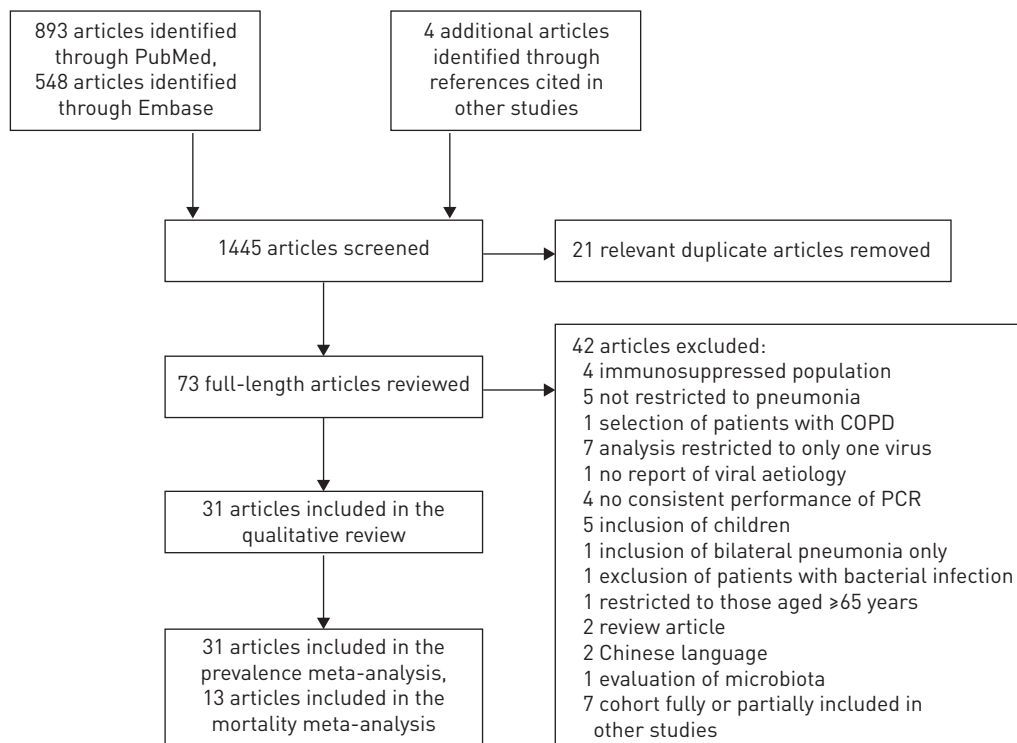 893 articles identified
through PubMed,
548 articles identified
through Embase
4 additional articles
identified through
references cited in
other studies
1445 articles screened
21 relevant duplicate articles removed
73 full-length articles reviewed
42 articles excluded:
4 immunosuppressed population
5 not restricted to pneumonia
1 selection of patients with COPD
7 analysis restricted to only one virus
1 no report of viral aetiology
4 no consistent performance of PCR
5 inclusion of children
1 inclusion of bilateral pneumonia only
1 exclusion of patients with bacterial infection
1 restricted to those aged ⩾65 years
2 review article
2 Chinese language
1 evaluation of microbiota
7 cohort fully or partially included in
other studies
31 articles included in the
qualitative review
31 articles included in the
prevalence meta-analysis,
13 articles included in the
mortality meta-analysis